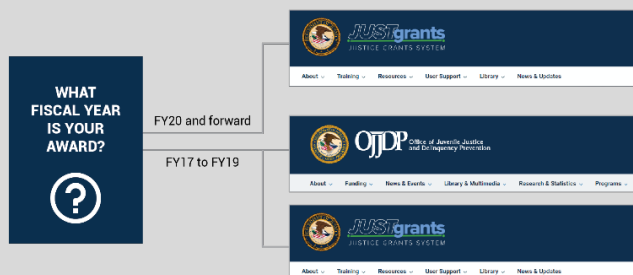 WHAT
FISCAL YEAR
IS YOUR
AWARD?
?
FY20 and forward
FY17 to FY19
JUSTgrants
JUSTICE GRANTS SYSTEM
About Training Resources User Support Library News & Updates
OJJDP Office of Juvenile Justice
and Delinquency Prevention
About Funding News & Events Library & Multimedia Research & Statistics Programs
JUSTgrants
JUSTICE GRANTS SYSTEM
About Training Resources User Support Library News & Updates